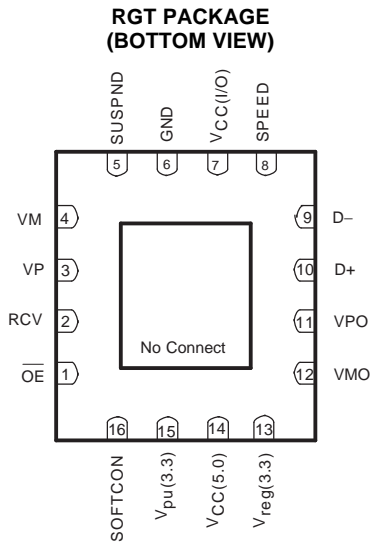 RGT PACKAGE
(BOTTOM VIEW)
SUSPND
GND
VCC(I/O)
SPEED
5
6
7
8
VM 4
9 D−
VP 3
10 D+
RCV 2
11 VPO
No Connect
OE 1
12 VMO
16
15
14
13
SOFTCON
Vpu(3.3)
VCC(5.0)
Vreg(3.3)